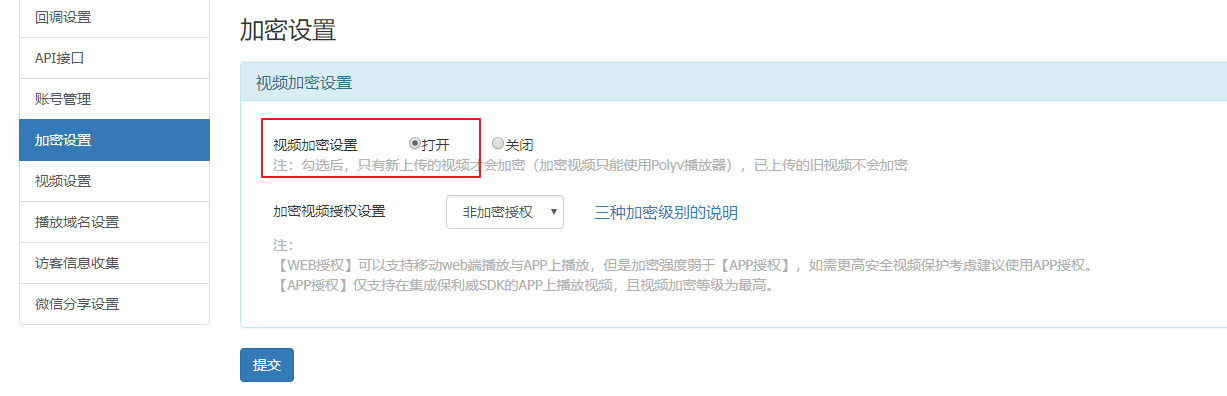 回调设置
API接口
账号管理
加密设置
视频设置
播放域名设置
访客信息收集
微信分享设置
加密设置
视频加密设置
视频加密设置 打开 关闭
注：勾选后，只有新上传的视频才会加密（加密视频只能使用Polyv播放器），已上传的旧视频不会加密
加密视频授权设置 非加密授权 三种加密级别的说明
注：
【WEB授权】可以支持移动web端播放与APP上播放，但是加密强度弱于【APP授权】，如需更高安全视频保护考虑建议使用APP授权。
【APP授权】仅支持在集成保利威SDK的APP上播放视频，且视频加密等级为最高。
提交